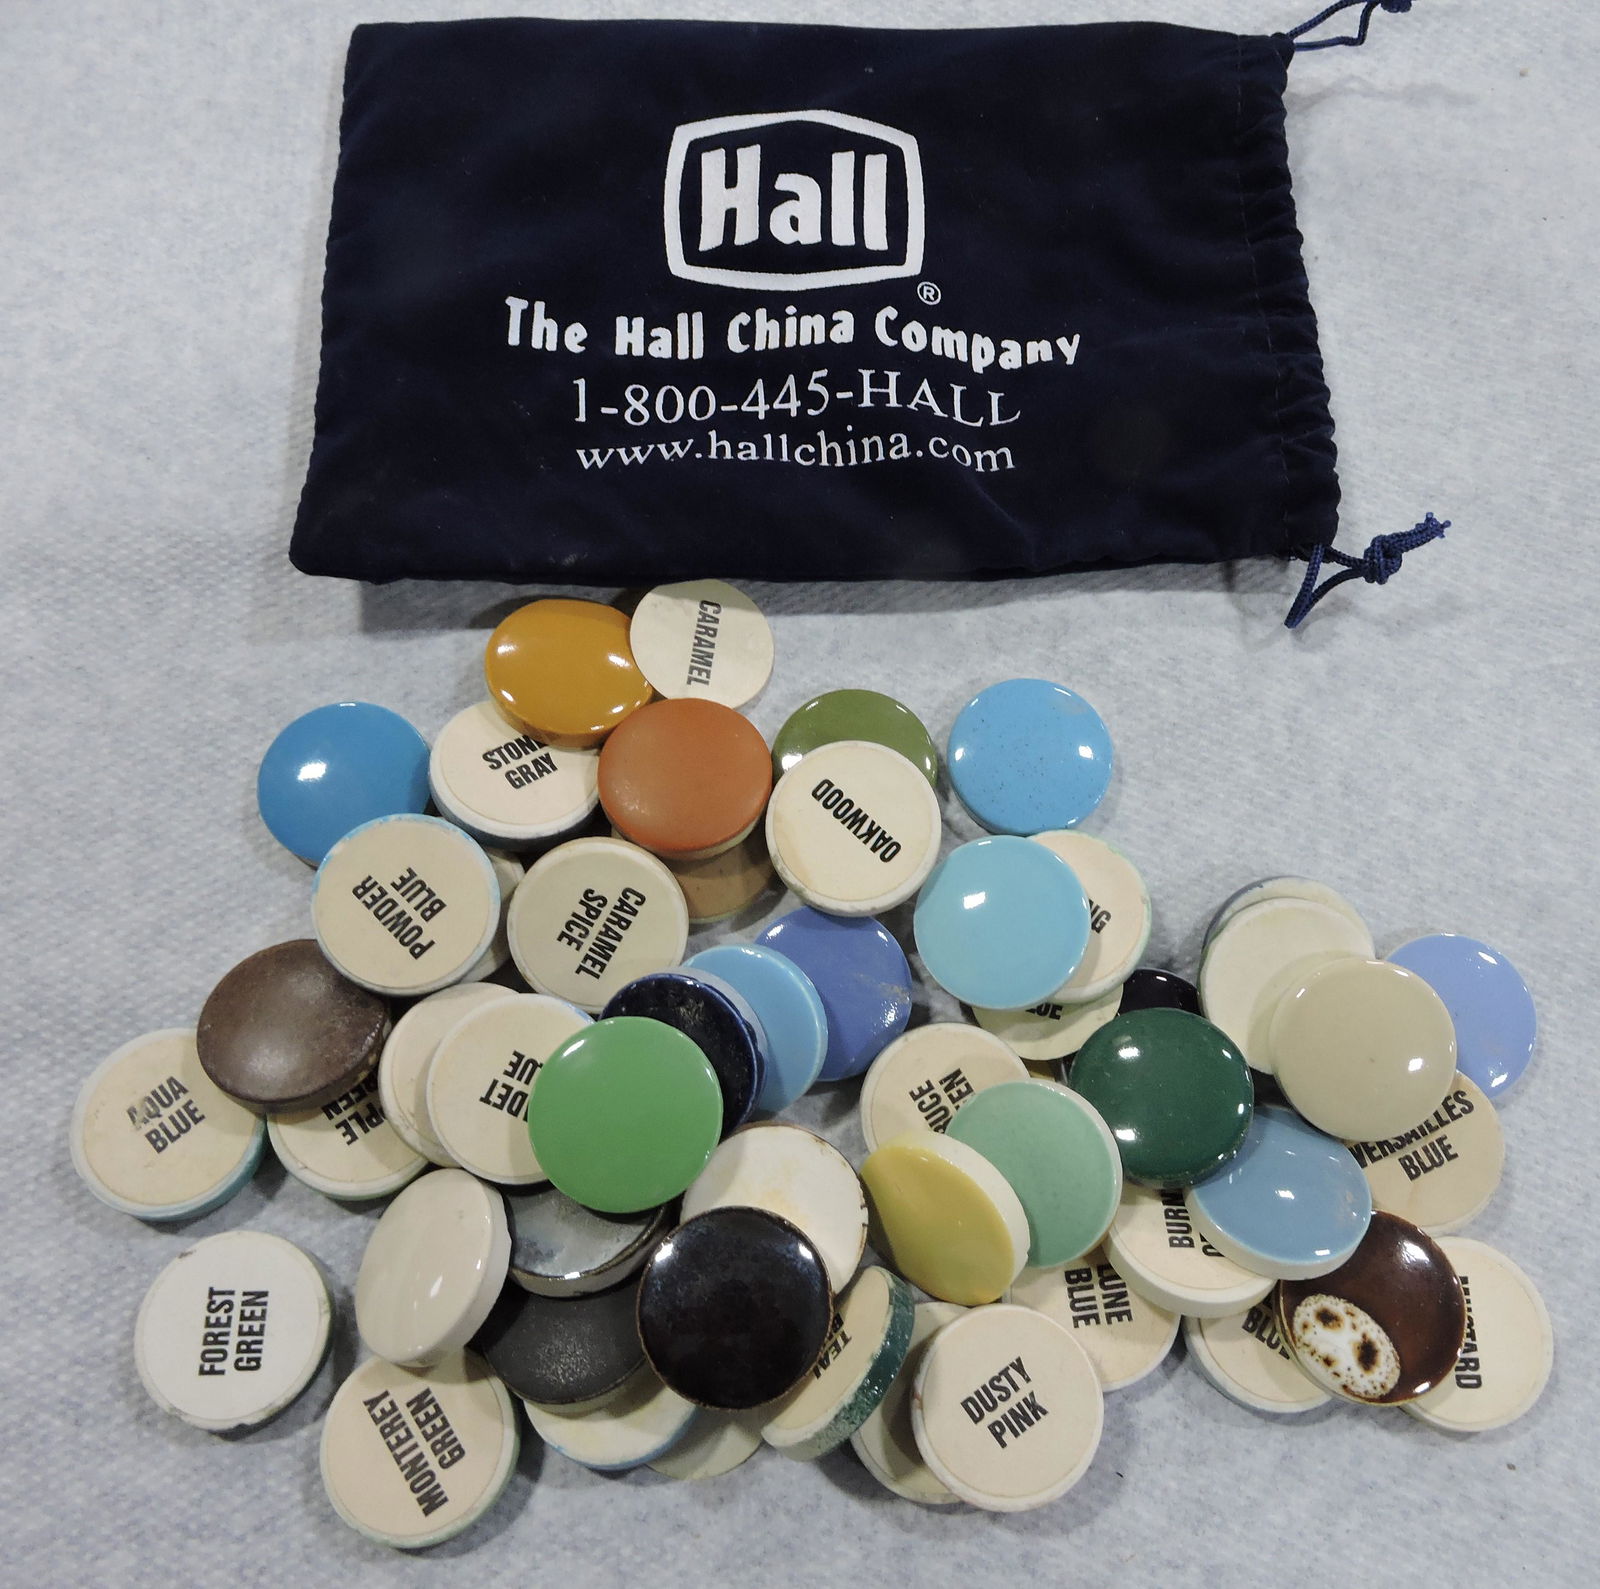 Hall
®
The Hall China Company
1-800-445-HALL
www.hallchina.com
CARAMEL
STONE
GRAY
OAKWOOD
POWDER
BLUE
CARAMEL
SPICE
AQUA
BLUE
VERSAILLES
BLUE
FOREST
GREEN
MONTEREY
GREEN
TEAL
BLUE
DUSTY
PINK